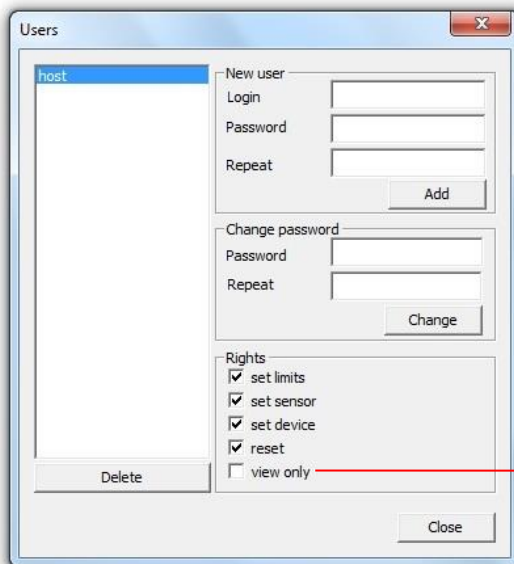 Users
host
Delete
New user
Login
Password
Repeat
Add
Change password
Password
Repeat
Change
Rights
set limits
set sensor
set device
reset
view only
Close